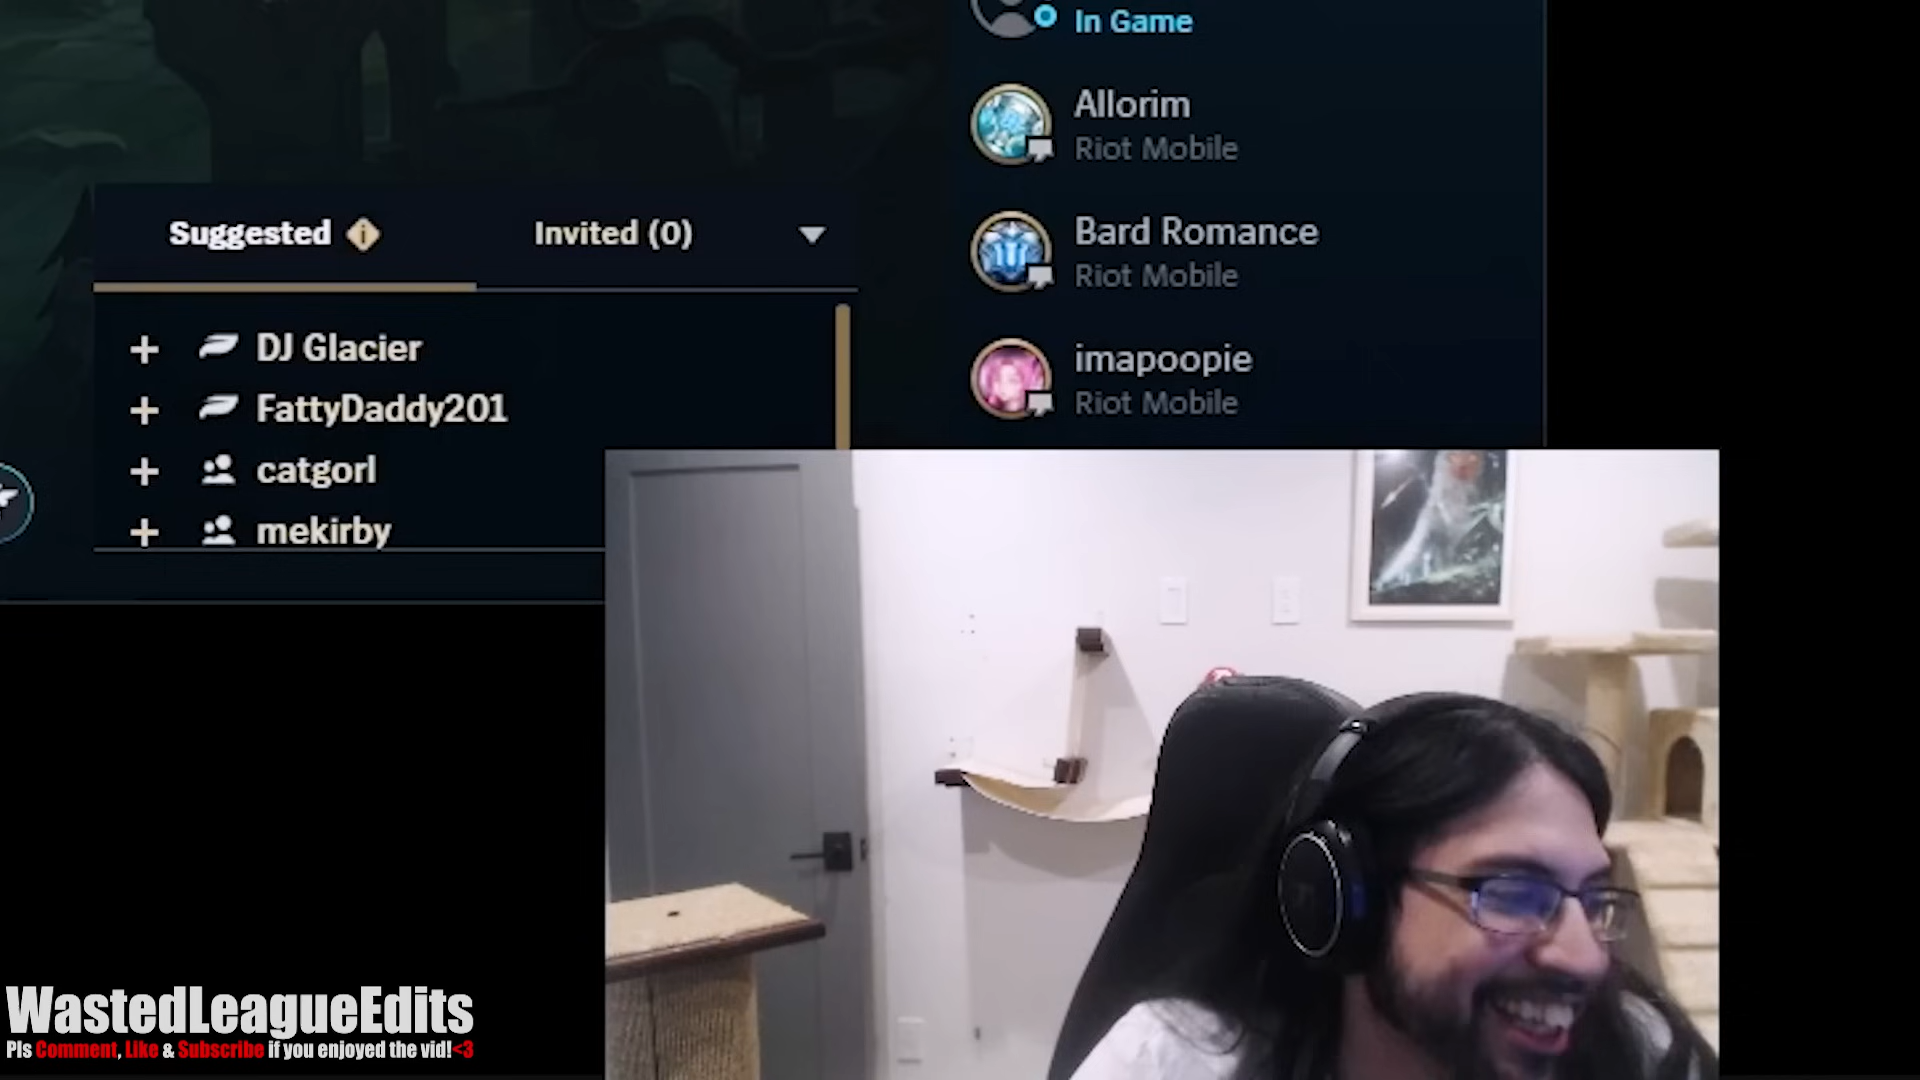 In Game
Allorim
Riot Mobile
Bard Romance
Riot Mobile
imapoopie
Riot Mobile
Suggested
Invited (0)
DJ Glacier
FattyDaddy201
catgorl
mekirby
WastedLeagueEdits
Pls Comment, Like & Subscribe if you enjoyed the vid!<3